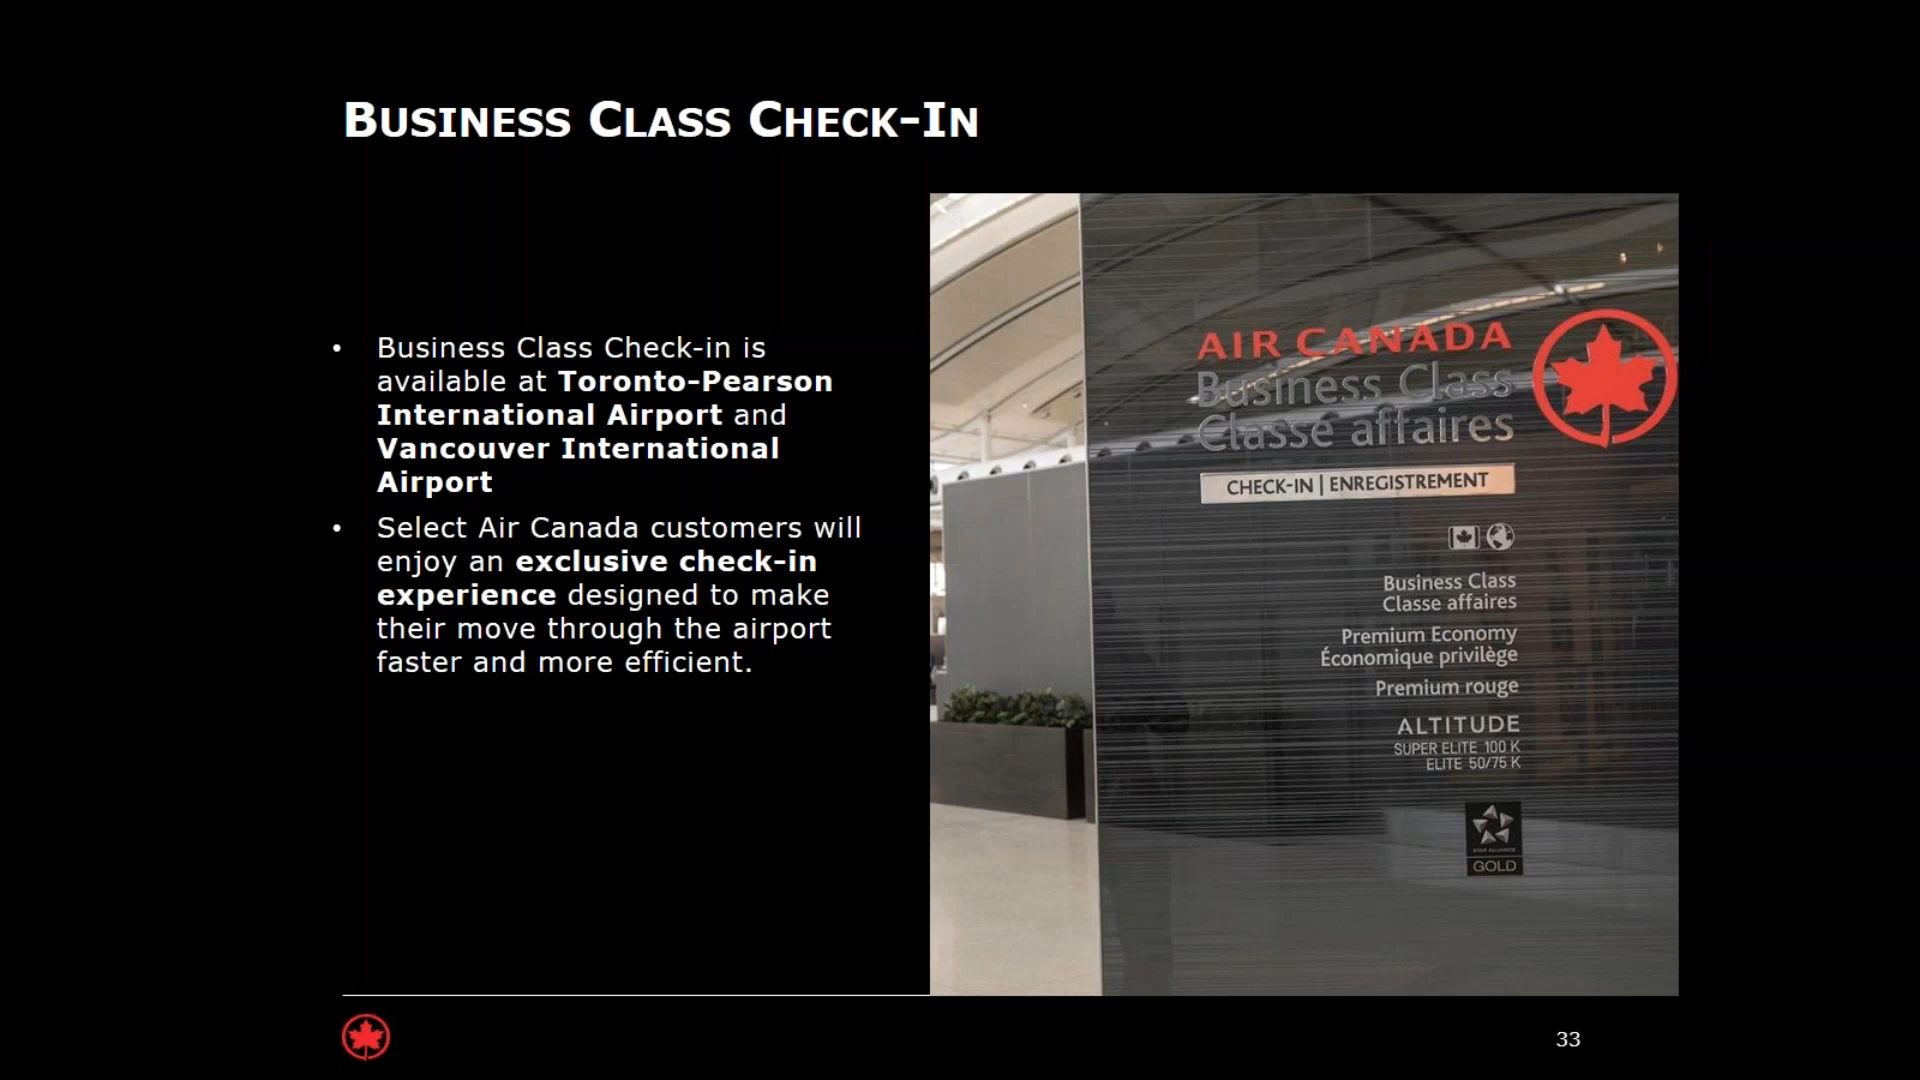 BUSINESS CLASS CHECK-IN
• Business Class Check-in is
available at Toronto-Pearson
International Airport and
Vancouver International
Airport
• Select Air Canada customers will
enjoy an exclusive check-in
experience designed to make
their move through the airport
faster and more efficient.
AIR CANADA
Business Class
Classe affaires
CHECK-IN | ENREGISTREMENT
Business Class
Classe affaires
Premium Economy
Économique privilège
Premium rouge
ALTITUDE
SUPER ELITE 100 K
ELITE 50/75 K
STAR ALLIANCE
GOLD
33